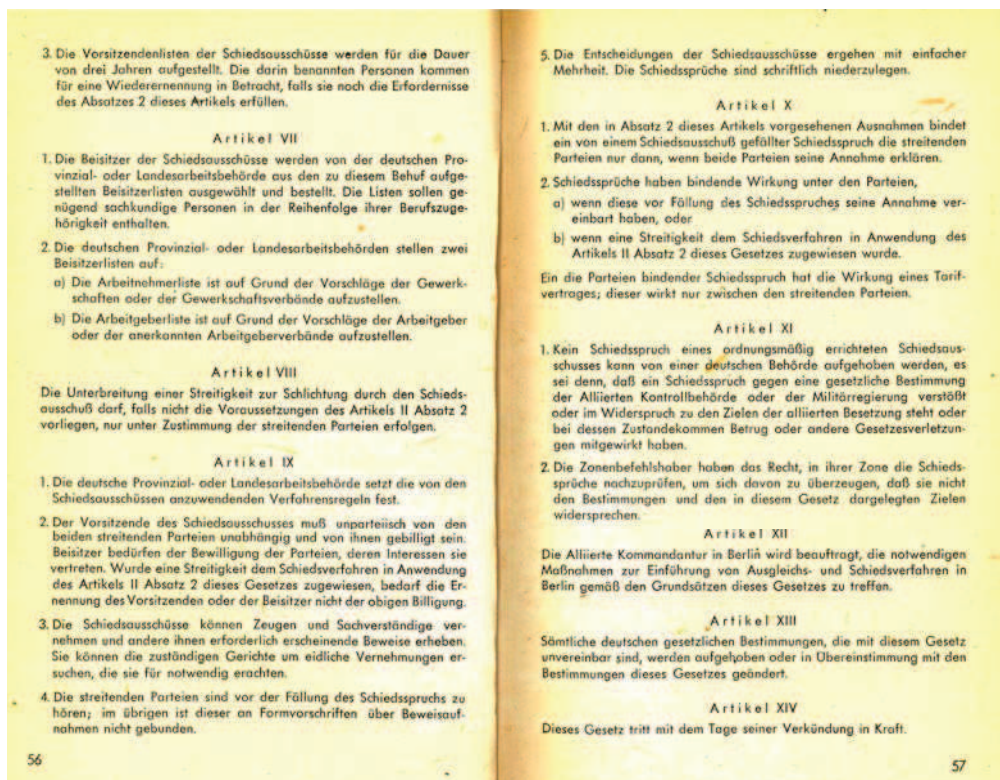 3. Die Vorsitzendenlisten der Schiedsausschüsse werden für die Dauer
von drei Jahren aufgestellt. Die darin benannten Personen kommen
für eine Wiederernennung in Betracht, falls sie noch die Erfordernisse
des Absatzes 2 dieses Artikels erfüllen.
Artikel VII
1. Die Beisitzer der Schiedsausschüsse werden von der deutschen Pro-
vinzial- oder Landesarbeitsbehörde aus den zu diesem Behuf aufge-
stellten Beisitzerlisten ausgewählt und bestellt. Die Listen sollen ge-
nügend sachkundige Personen in der Reihenfolge ihrer Berufszuge-
hörigkeit enthalten.
2. Die deutschen Provinzial- oder Landesarbeitsbehörden stellen zwei
Beisitzerlisten auf:
a) Die Arbeitnehmerliste ist auf Grund der Vorschläge der Gewerk-
schaften oder der Gewerkschaftsverbände aufzustellen.
b) Die Arbeitgeberliste ist auf Grund der Vorschläge der Arbeitgeber
oder der anerkannten Arbeitgeberverbände aufzustellen.
Artikel VIII
Die Unterbreitung einer Streitigkeit zur Schlichtung durch den Schieds-
ausschuß darf, falls nicht die Voraussetzungen des Artikels II Absatz 2
vorliegen, nur unter Zustimmung der streitenden Parteien erfolgen.
Artikel IX
1. Die deutsche Provinzial- oder Landesarbeitsbehörde setzt die von den
Schiedsausschüssen anzuwendenden Verfahrensregeln fest.
2. Der Vorsitzende des Schiedsausschusses muß unparteiisch von den
beiden streitenden Parteien unabhängig und von ihnen gebilligt sein.
Beisitzer bedürfen der Bewilligung der Parteien, deren Interessen sie
vertreten. Wurde eine Streitigkeit dem Schiedsverfahren in Anwendung
des Artikels II Absatz 2 dieses Gesetzes zugewiesen, bedarf die Er-
nennung des Vorsitzenden oder der Beisitzer nicht der obigen Billigung.
3. Die Schiedsausschüsse können Zeugen und Sachverständige ver-
nehmen und andere ihnen erforderlich erscheinende Beweise erheben.
Sie können die zuständigen Gerichte um eidliche Vernehmungen er-
suchen, die sie für notwendig erachten.
4. Die streitenden Parteien sind vor der Fällung des Schiedsspruchs zu
hören; im übrigen ist dieser an Formvorschriften über Beweisauf-
nahmen nicht gebunden.
56
5. Die Entscheidungen der Schiedsausschüsse ergehen mit einfacher
Mehrheit. Die Schiedssprüche sind schriftlich niederzulegen.
Artikel X
1. Mit den in Absatz 2 dieses Artikels vorgesehenen Ausnahmen bindet
ein von einem Schiedsausschuß gefällter Schiedsspruch die streitenden
Parteien nur dann, wenn beide Parteien seine Annahme erklären.
2. Schiedssprüche haben bindende Wirkung unter den Parteien,
a) wenn diese vor Fällung des Schiedsspruches seine Annahme ver-
einbart haben, oder
b) wenn eine Streitigkeit dem Schiedsverfahren in Anwendung des
Artikels II Absatz 2 dieses Gesetzes zugewiesen wurde.
Ein die Parteien bindender Schiedsspruch hat die Wirkung eines Tarif-
vertrages; dieser wirkt nur zwischen den streitenden Parteien.
Artikel XI
1. Kein Schiedsspruch eines ordnungsmäßig errichteten Schiedsaus-
schusses kann von einer deutschen Behörde aufgehoben werden, es
sei denn, daß ein Schiedsspruch gegen eine gesetzliche Bestimmung
der Alliierten Kontrollbehörde oder der Militärregierung verstößt
oder im Widerspruch zu den Zielen der alliierten Besetzung steht oder
bei dessen Zustandekommen Betrug oder andere Gesetzesverletzun-
gen mitgewirkt haben.
2. Die Zonenbefehlshaber haben das Recht, in ihrer Zone die Schieds-
sprüche nachzuprüfen, um sich davon zu überzeugen, daß sie nicht
den Bestimmungen und den in diesem Gesetz dargelegten Zielen
widersprechen.
Artikel XII
Die Alliierte Kommandantur in Berlin wird beauftragt, die notwendigen
Maßnahmen zur Einführung von Ausgleichs- und Schiedsverfahren in
Berlin gemäß den Grundsätzen dieses Gesetzes zu treffen.
Artikel XIII
Sämtliche deutschen gesetzlichen Bestimmungen, die mit diesem Gesetz
unvereinbar sind, werden aufgehoben oder in Übereinstimmung mit den
Bestimmungen dieses Gesetzes geändert.
Artikel XIV
Dieses Gesetz tritt mit dem Tage seiner Verkündung in Kraft.
57